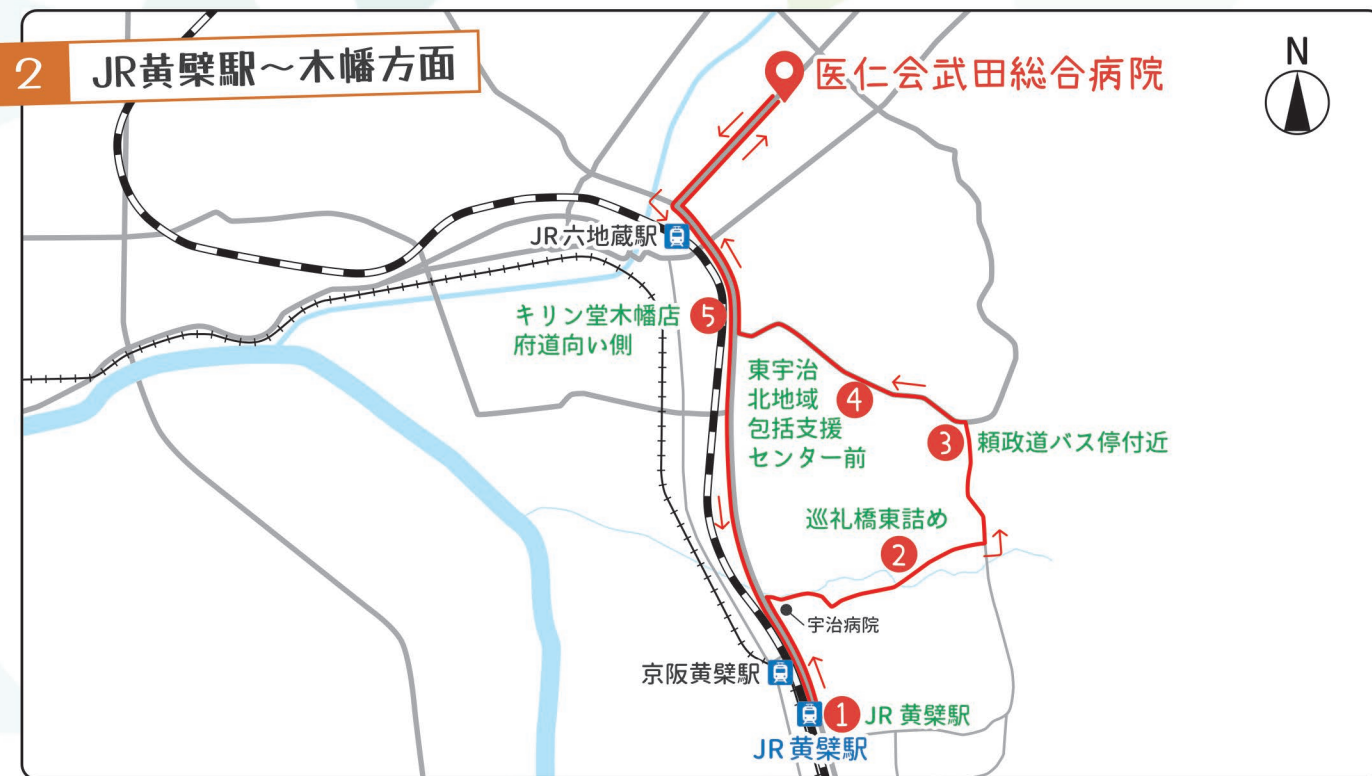 2 JR黄檗駅～木幡方面
医仁会武田総合病院
N
JR六地蔵駅
キリン堂木幡店
府道向い側
5
東宇治
北地域
包括支援
センター前
4
3 頼政道バス停付近
巡礼橋東詰め
2
宇治病院
京阪黄檗駅
1 JR 黄檗駅
JR 黄檗駅